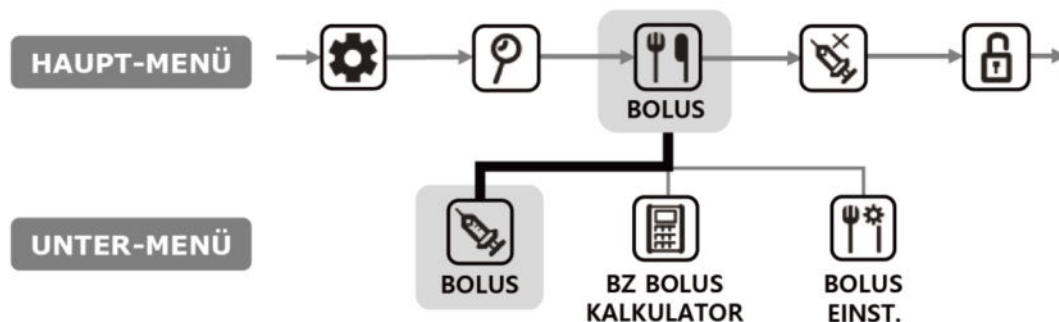 HAUPT-MENÜ
BOLUS
UNTER-MENÜ
BOLUS
BZ BOLUS
KALKULATOR
BOLUS
EINST.